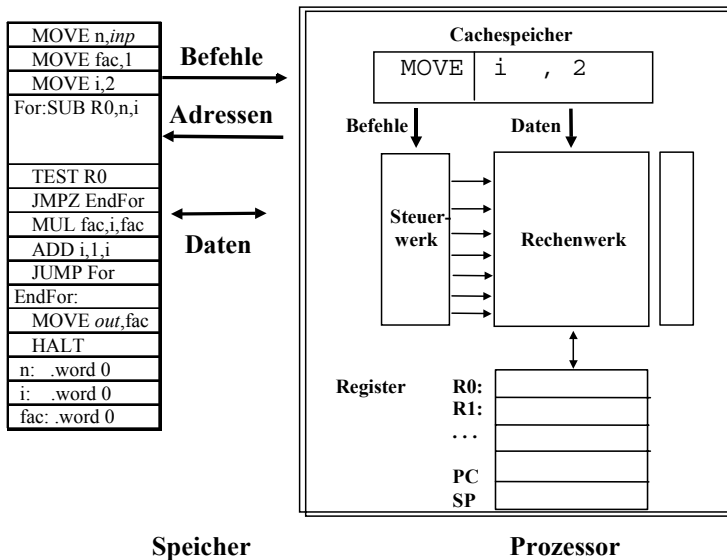 MOVE n,inp
MOVE fac,1
MOVE i,2
For:SUB R0,n,i
TEST R0
JMPZ EndFor
MUL fac,i,fac
ADD i,1,i
JUMP For
EndFor:
MOVE out,fac
HALT
n: .word 0
i: .word 0
fac: .word 0
Befehle
Adressen
Daten
Cachespeicher
MOVE i , 2
Befehle
Daten
Steuer-
werk
Rechenwerk
Register
R0:
R1:
...
PC
SP
Speicher
Prozessor